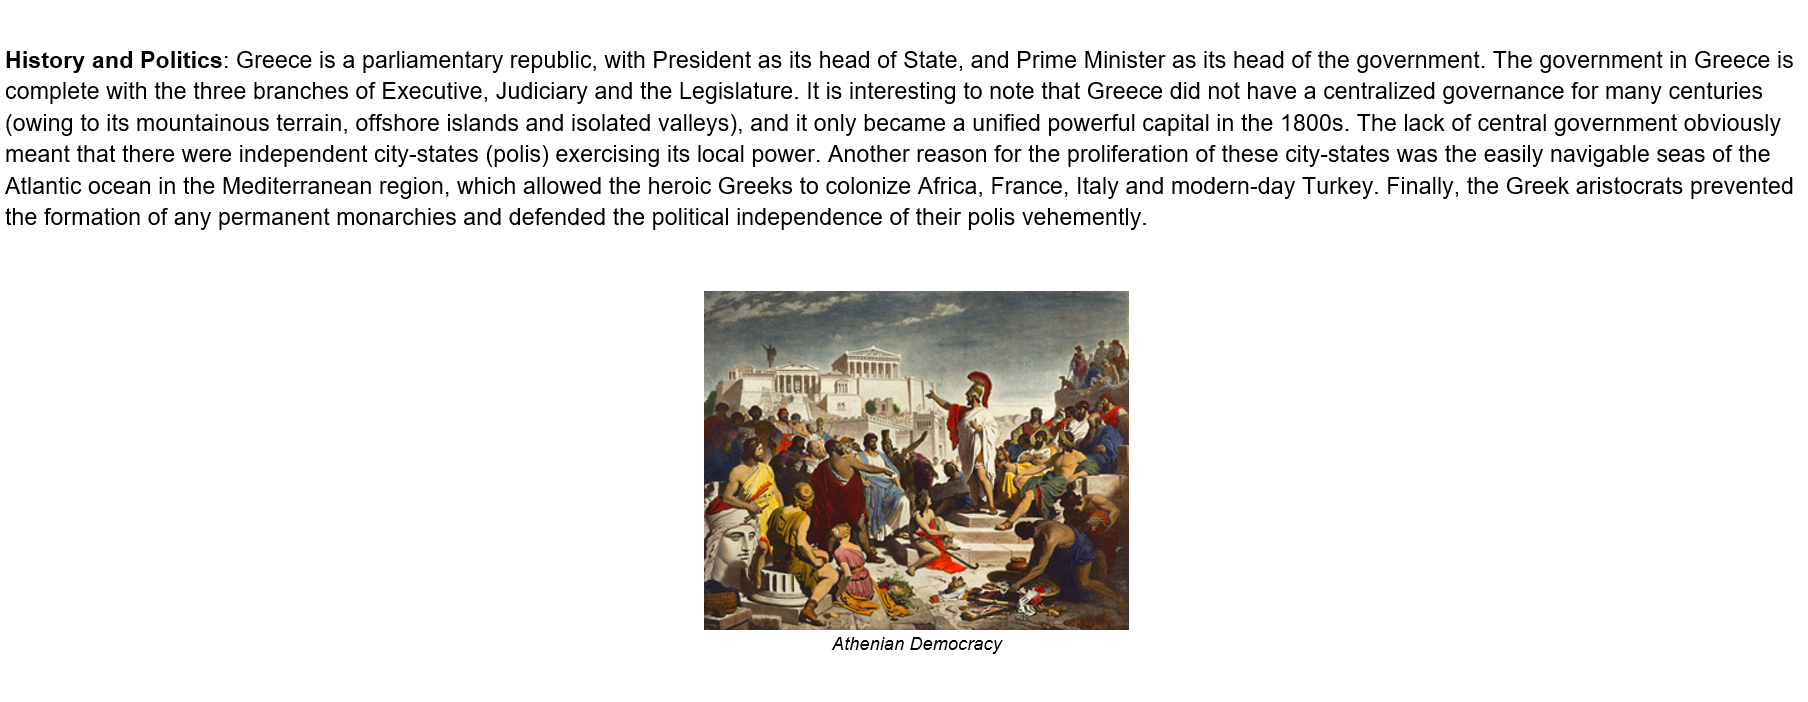 History and Politics: Greece is a parliamentary republic, with President as its head of State, and Prime Minister as its head of the government. The government in Greece is
complete with the three branches of Executive, Judiciary and the Legislature. It is interesting to note that Greece did not have a centralized governance for many centuries
(owing to its mountainous terrain, offshore islands and isolated valleys), and it only became a unified powerful capital in the 1800s. The lack of central government obviously
meant that there were independent city-states (polis) exercising its local power. Another reason for the proliferation of these city-states was the easily navigable seas of the
Atlantic ocean in the Mediterranean region, which allowed the heroic Greeks to colonize Africa, France, Italy and modern-day Turkey. Finally, the Greek aristocrats prevented
the formation of any permanent monarchies and defended the political independence of their polis vehemently.
Athenian Democracy